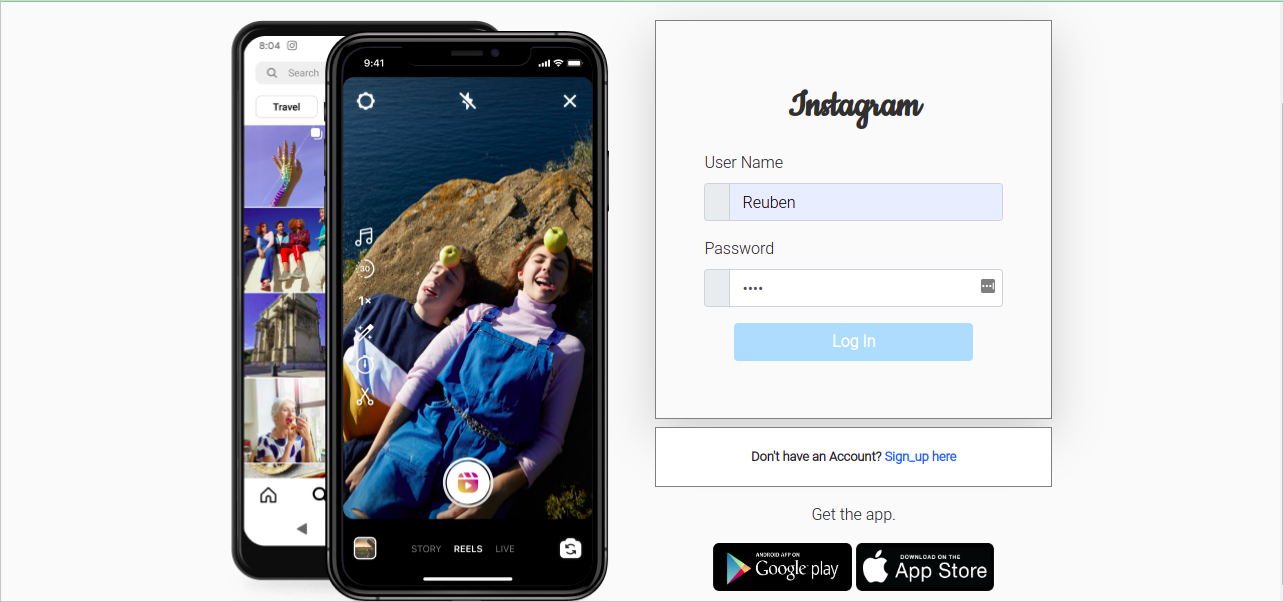 8:04
Search
Travel
9:41
30
1×
STORY REELS LIVE
Instagram
User Name
Reuben
Password
••••
Log In
Don't have an Account? Sign_up here
Get the app.
ANDROID APP ON
Google play
DOWNLOAD ON THE
App Store